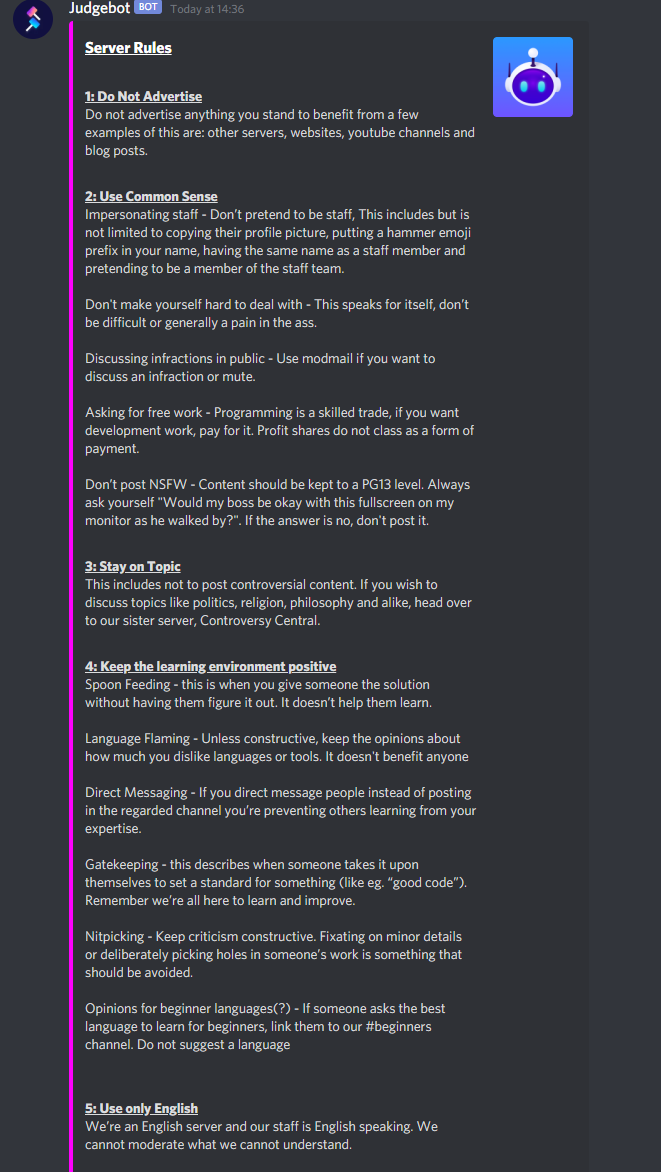 Judgebot BOT Today at 14:36
Server Rules
1: Do Not Advertise
Do not advertise anything you stand to benefit from a few
examples of this are: other servers, websites, youtube channels and
blog posts.
2: Use Common Sense
Impersonating staff - Don’t pretend to be staff, This includes but is
not limited to copying their profile picture, putting a hammer emoji
prefix in your name, having the same name as a staff member and
pretending to be a member of the staff team.
Don't make yourself hard to deal with - This speaks for itself, don’t
be difficult or generally a pain in the ass.
Discussing infractions in public - Use modmail if you want to
discuss an infraction or mute.
Asking for free work - Programming is a skilled trade, if you want
development work, pay for it. Profit shares do not class as a form of
payment.
Don’t post NSFW - Content should be kept to a PG13 level. Always
ask yourself "Would my boss be okay with this fullscreen on my
monitor as he walked by?". If the answer is no, don't post it.
3: Stay on Topic
This includes not to post controversial content. If you wish to
discuss topics like politics, religion, philosophy and alike, head over
to our sister server, Controversy Central.
4: Keep the learning environment positive
Spoon Feeding - this is when you give someone the solution
without having them figure it out. It doesn’t help them learn.
Language Flaming - Unless constructive, keep the opinions about
how much you dislike languages or tools. It doesn't benefit anyone
Direct Messaging - If you direct message people instead of posting
in the regarded channel you’re preventing others learning from your
expertise.
Gatekeeping - this describes when someone takes it upon
themselves to set a standard for something (like eg. “good code”).
Remember we’re all here to learn and improve.
Nitpicking - Keep criticism constructive. Fixating on minor details
or deliberately picking holes in someone’s work is something that
should be avoided.
Opinions for beginner languages(?) - If someone asks the best
language to learn for beginners, link them to our #beginners
channel. Do not suggest a language
5: Use only English
We’re an English server and our staff is English speaking. We
cannot moderate what we cannot understand.